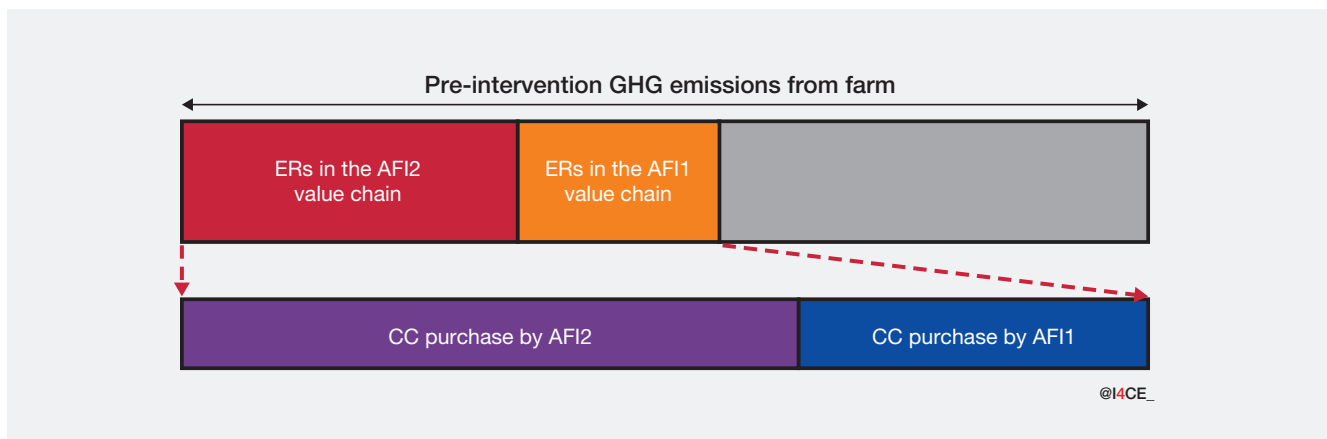 Pre-intervention GHG emissions from farm
ERs in the AFI2
value chain
ERs in the AFI1
value chain
CC purchase by AFI2
CC purchase by AFI1
@I4CE_